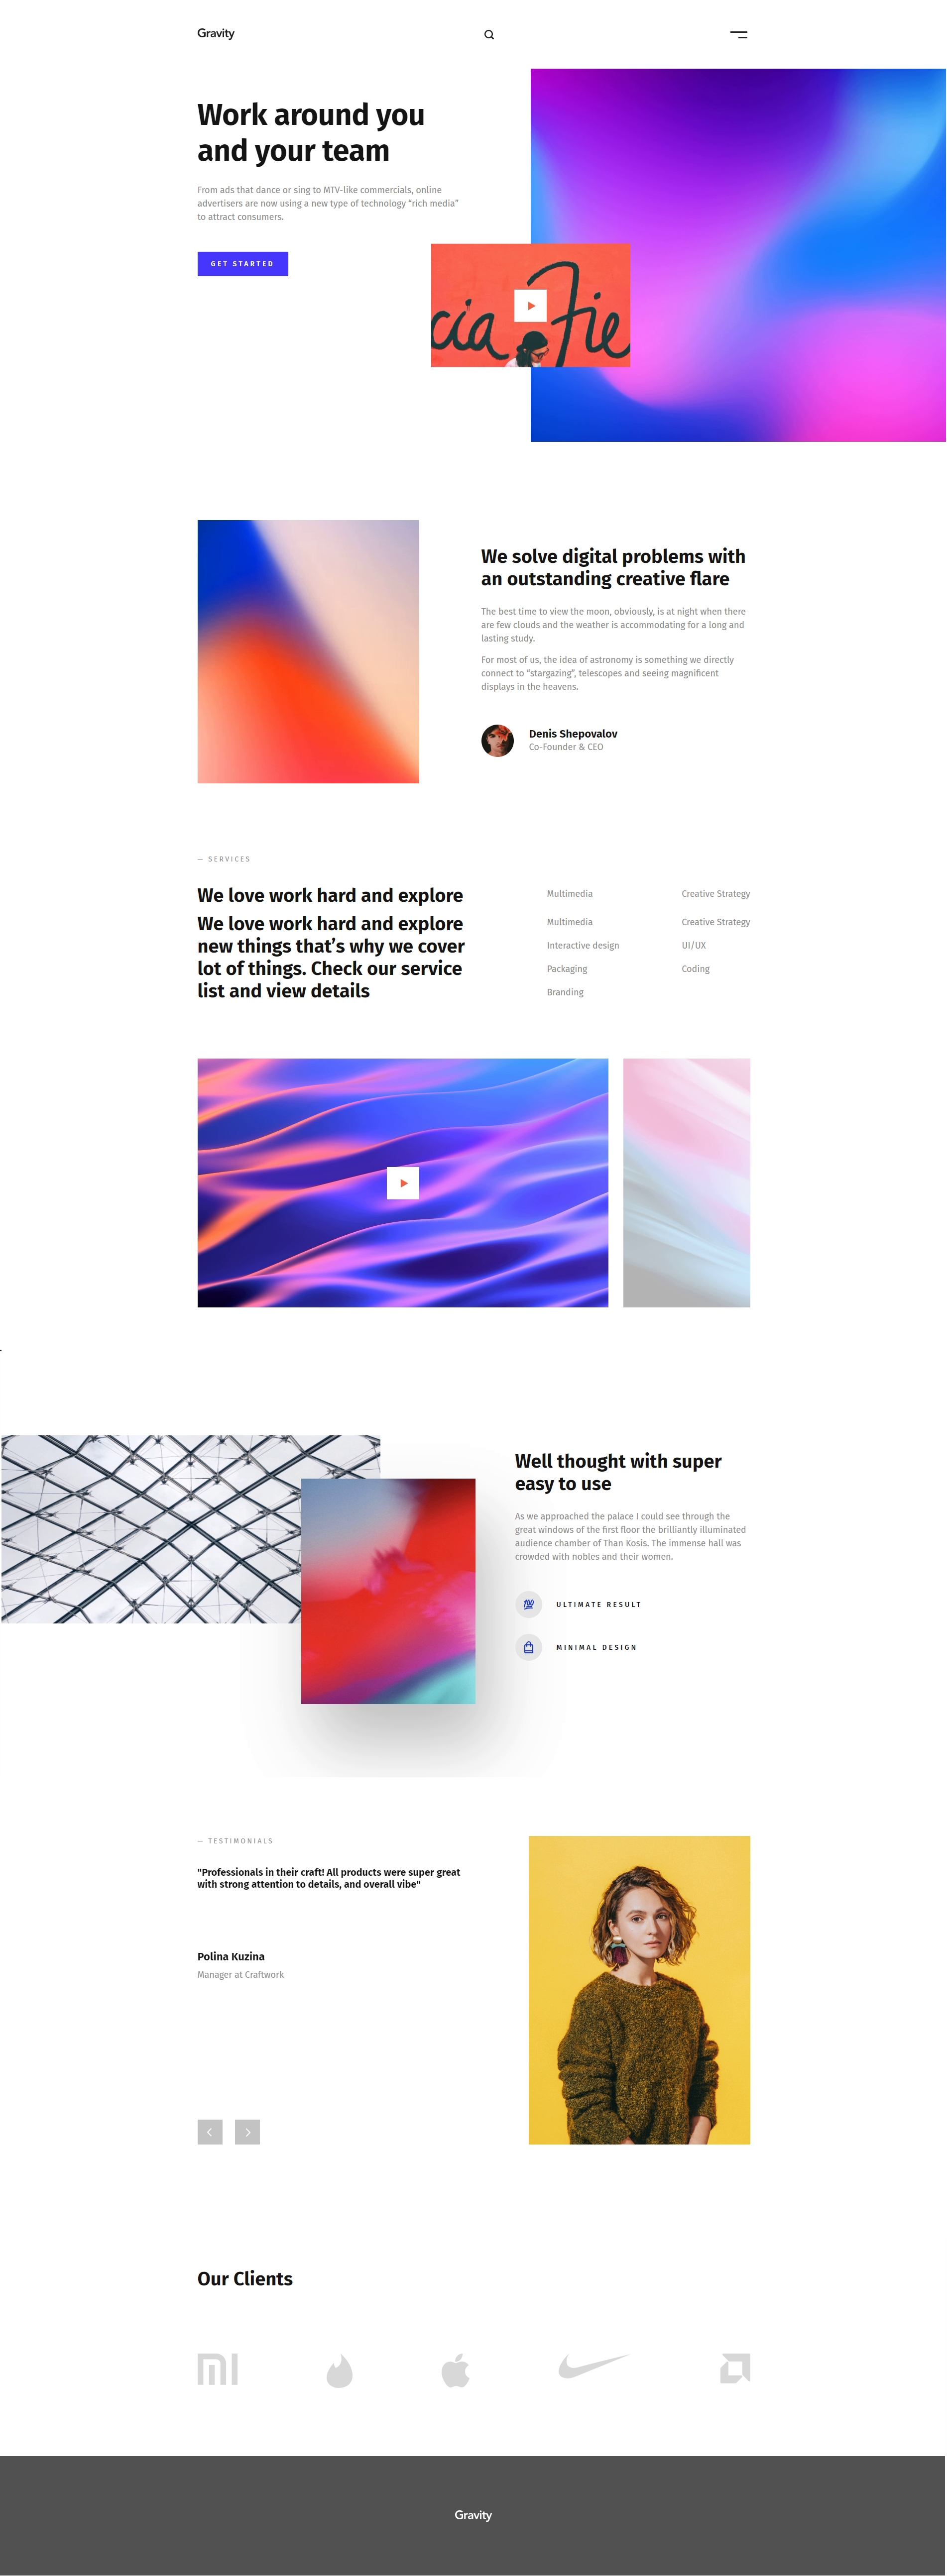 Gravity
Work around you
and your team
From ads that dance or sing to MTV-like commercials, online
advertisers are now using a new type of technology “rich media”
to attract consumers.
GET STARTED
cia Fie
We solve digital problems with
an outstanding creative flare
The best time to view the moon, obviously, is at night when there
are few clouds and the weather is accommodating for a long and
lasting study.
For most of us, the idea of astronomy is something we directly
connect to “stargazing”, telescopes and seeing magnificent
displays in the heavens.
Denis Shepovalov
Co-Founder & CEO
— SERVICES
We love work hard and explore
Multimedia
Creative Strategy
We love work hard and explore
new things that’s why we cover
lot of things. Check our service
list and view details
Multimedia
Creative Strategy
Interactive design
UI/UX
Packaging
Coding
Branding
Well thought with super
easy to use
As we approached the palace I could see through the
great windows of the first floor the brilliantly illuminated
audience chamber of Than Kosis. The immense hall was
crowded with nobles and their women.
ULTIMATE RESULT
MINIMAL DESIGN
— TESTIMONIALS
"Professionals in their craft! All products were super great
with strong attention to details, and overall vibe"
Polina Kuzina
Manager at Craftwork
Our Clients
Gravity